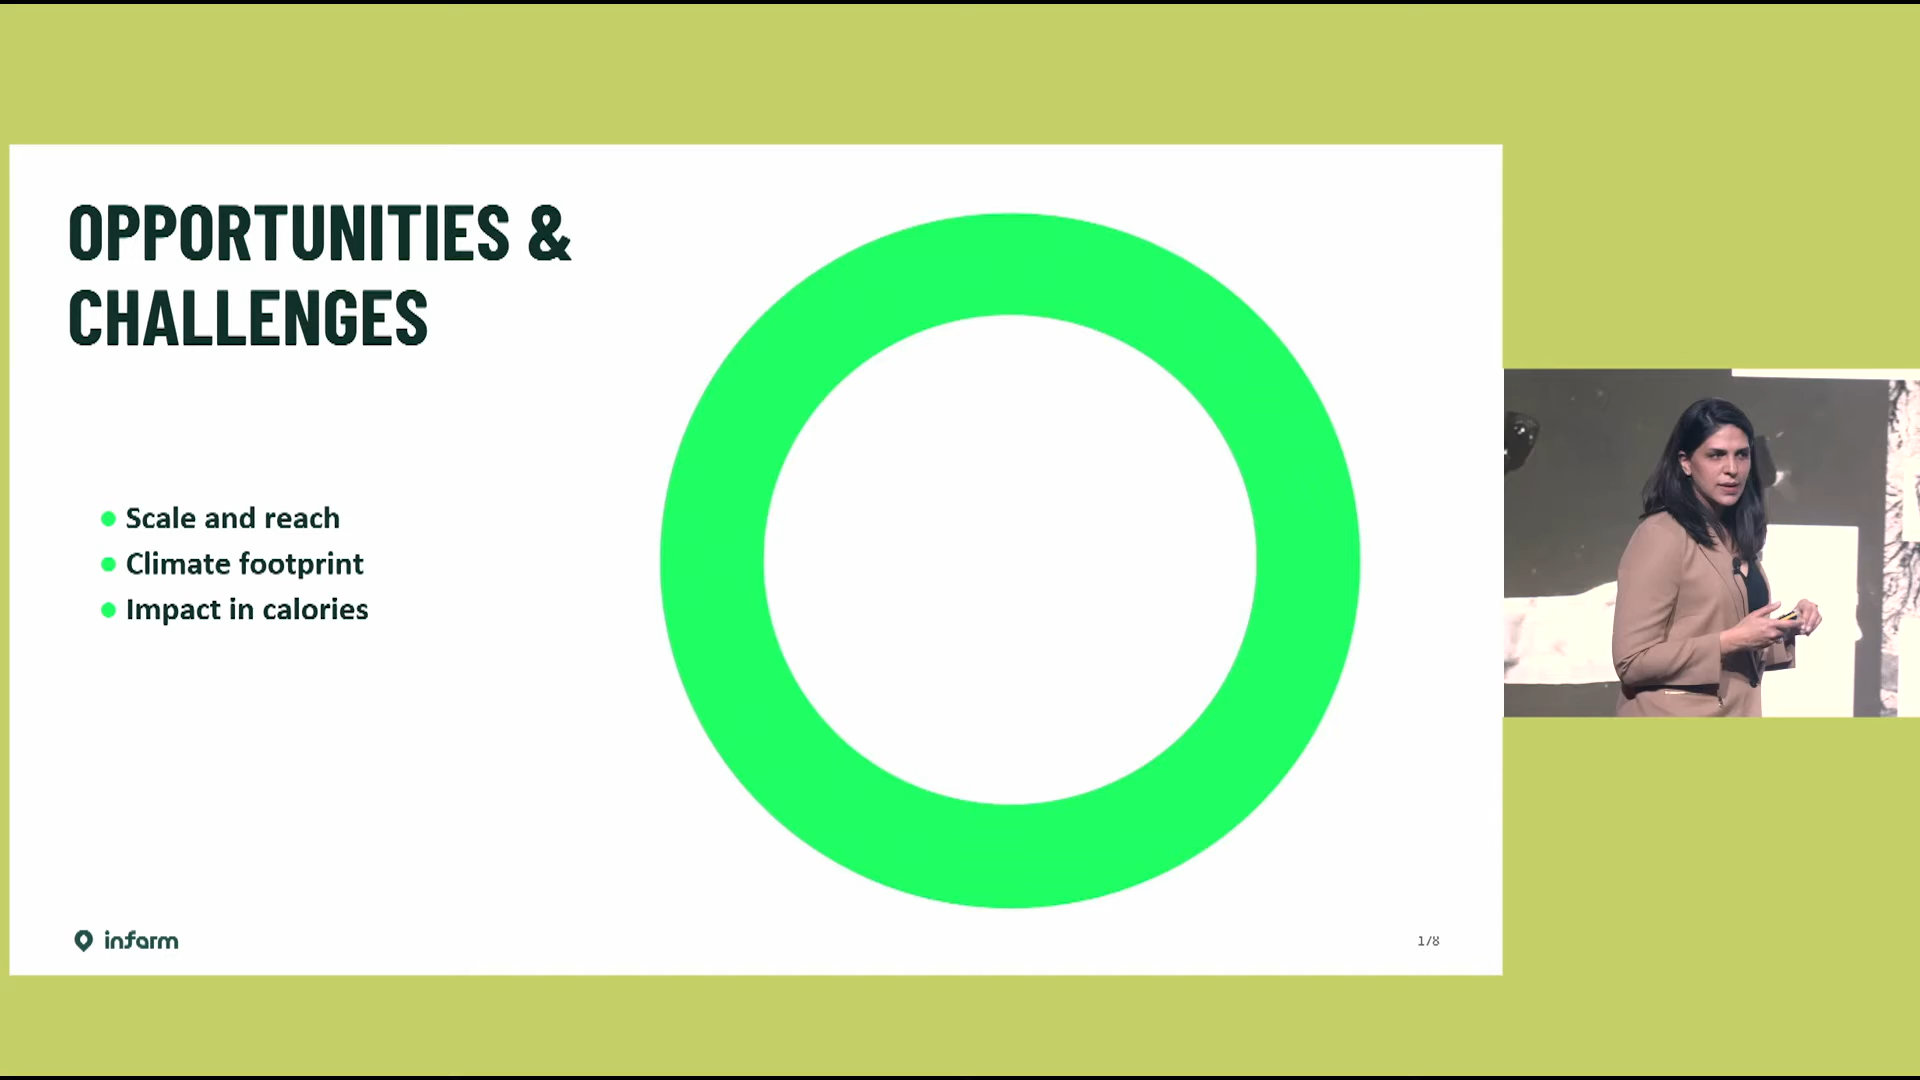 OPPORTUNITIES &
CHALLENGES
Scale and reach
Climate footprint
Impact in calories
infarm
1/8